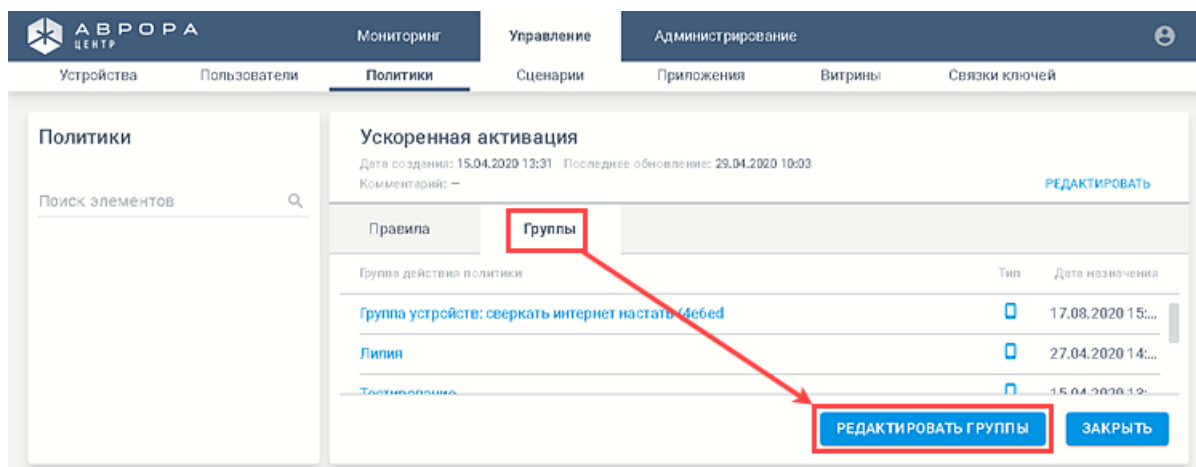 АВРОРА
ЦЕНТР
Мониторинг Управление Администрирование
Устройства Пользователи Политики Сценарии Приложения Витрины Связки ключей
Политики
Поиск элементов
Ускоренная активация
Дата создания: 15.04.2020 13:31 Последнее обновление: 29.04.2020 10:03
Комментарий: —
РЕДАКТИРОВАТЬ
Правила Группы
Группа действия политики Тип Дата назначения
Группа устройств: сверкать интернет настать (4e6ed 17.08.2020 15:...
Лилия 27.04.2020 14:...
Тестирование 15.04.2020 13:...
РЕДАКТИРОВАТЬ ГРУППЫ ЗАКРЫТЬ